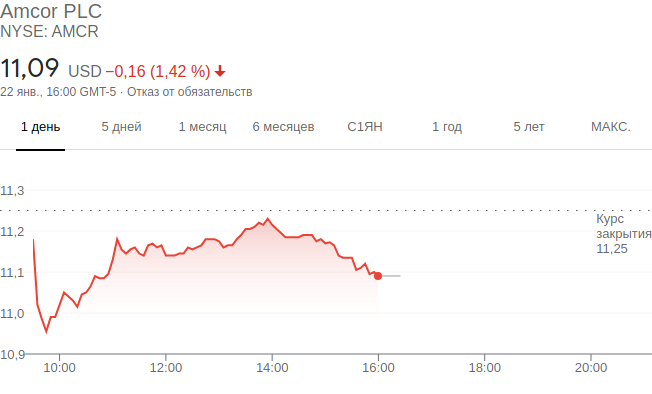 Amcor PLC
NYSE: AMCR
11,09 USD −0,16 (1,42 %)
22 янв., 16:00 GMT-5 · Отказ от обязательств
1 день 5 дней 1 месяц 6 месяцев С1ЯН 1 год 5 лет МАКС.
11,3
Курс
11,2
закрытия
11,25
11,1
11,0
10,9
10:00 12:00 14:00 16:00 18:00 20:00